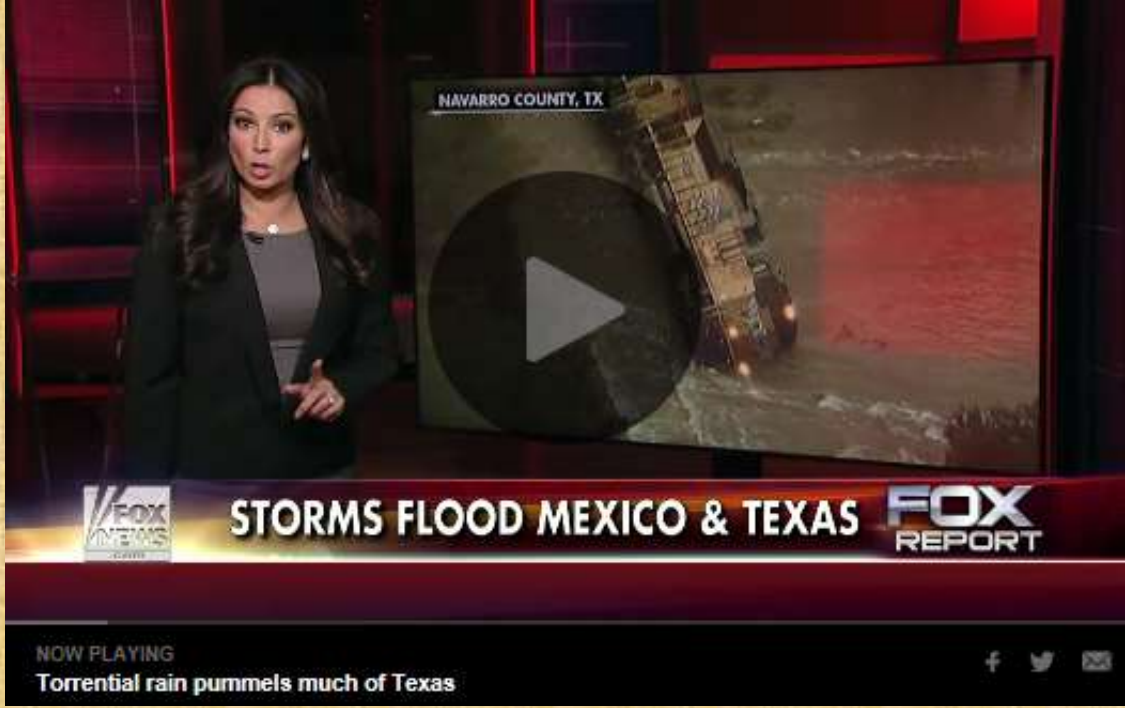 NAVARRO COUNTY, TX
FOX
NEWS
.com
STORMS FLOOD MEXICO & TEXAS
FOX
REPORT
NOW PLAYING
Torrential rain pummels much of Texas